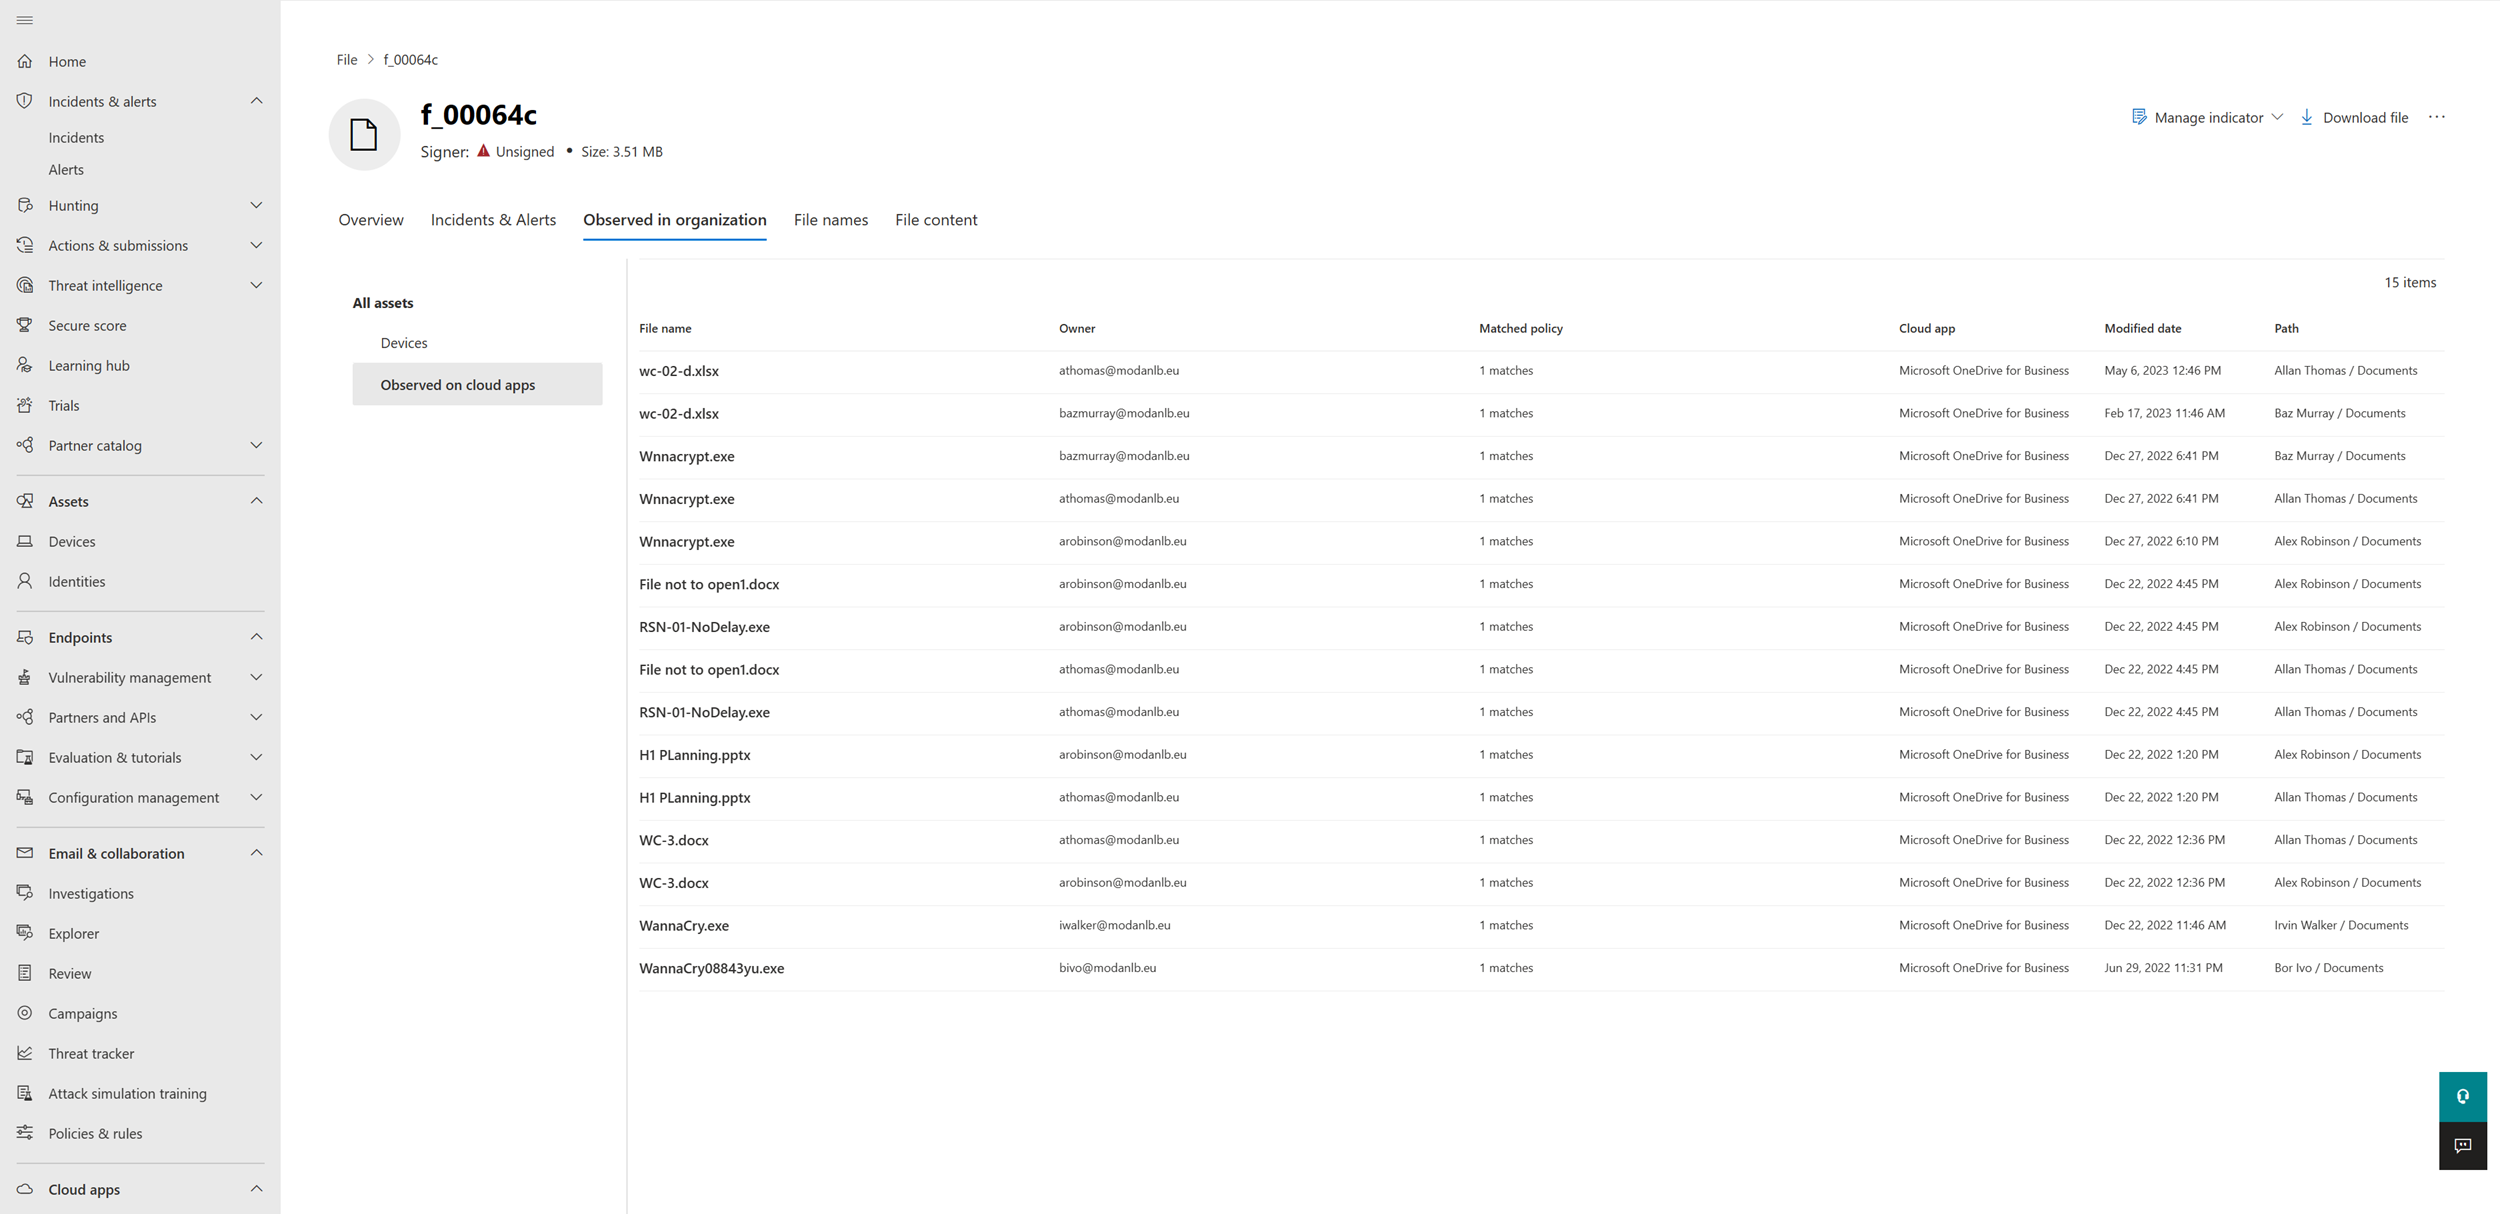 Home
Incidents & alerts
Incidents
Alerts
Hunting
Actions & submissions
Threat intelligence
Secure score
Learning hub
Trials
Partner catalog
Assets
Devices
Identities
Endpoints
Vulnerability management
Partners and APIs
Evaluation & tutorials
Configuration management
Email & collaboration
Investigations
Explorer
Review
Campaigns
Threat tracker
Attack simulation training
Policies & rules
Cloud apps
File > f_00064c
f_00064c
Signer: Unsigned • Size: 3.51 MB
Manage indicator Download file ...
Overview Incidents & Alerts Observed in organization File names File content
All assets
Devices
Observed on cloud apps
15 items
File name Owner Matched policy Cloud app Modified date Path
wc-02-d.xlsx athomas@modanlb.eu 1 matches Microsoft OneDrive for Business May 6, 2023 12:46 PM Allan Thomas / Documents
wc-02-d.xlsx bazmurray@modanlb.eu 1 matches Microsoft OneDrive for Business Feb 17, 2023 11:46 AM Baz Murray / Documents
Wnnacrypt.exe bazmurray@modanlb.eu 1 matches Microsoft OneDrive for Business Dec 27, 2022 6:41 PM Baz Murray / Documents
Wnnacrypt.exe athomas@modanlb.eu 1 matches Microsoft OneDrive for Business Dec 27, 2022 6:41 PM Allan Thomas / Documents
Wnnacrypt.exe arobinson@modanlb.eu 1 matches Microsoft OneDrive for Business Dec 27, 2022 6:10 PM Alex Robinson / Documents
File not to open1.docx arobinson@modanlb.eu 1 matches Microsoft OneDrive for Business Dec 22, 2022 4:45 PM Alex Robinson / Documents
RSN-01-NoDelay.exe arobinson@modanlb.eu 1 matches Microsoft OneDrive for Business Dec 22, 2022 4:45 PM Alex Robinson / Documents
File not to open1.docx athomas@modanlb.eu 1 matches Microsoft OneDrive for Business Dec 22, 2022 4:45 PM Allan Thomas / Documents
RSN-01-NoDelay.exe athomas@modanlb.eu 1 matches Microsoft OneDrive for Business Dec 22, 2022 4:45 PM Allan Thomas / Documents
H1 PLanning.pptx arobinson@modanlb.eu 1 matches Microsoft OneDrive for Business Dec 22, 2022 1:20 PM Alex Robinson / Documents
H1 PLanning.pptx athomas@modanlb.eu 1 matches Microsoft OneDrive for Business Dec 22, 2022 1:20 PM Allan Thomas / Documents
WC-3.docx athomas@modanlb.eu 1 matches Microsoft OneDrive for Business Dec 22, 2022 12:36 PM Allan Thomas / Documents
WC-3.docx arobinson@modanlb.eu 1 matches Microsoft OneDrive for Business Dec 22, 2022 12:36 PM Alex Robinson / Documents
WannaCry.exe iwalker@modanlb.eu 1 matches Microsoft OneDrive for Business Dec 22, 2022 11:46 AM Irvin Walker / Documents
WannaCry08843yu.exe bivo@modanlb.eu 1 matches Microsoft OneDrive for Business Jun 29, 2022 11:31 PM Bor Ivo / Documents